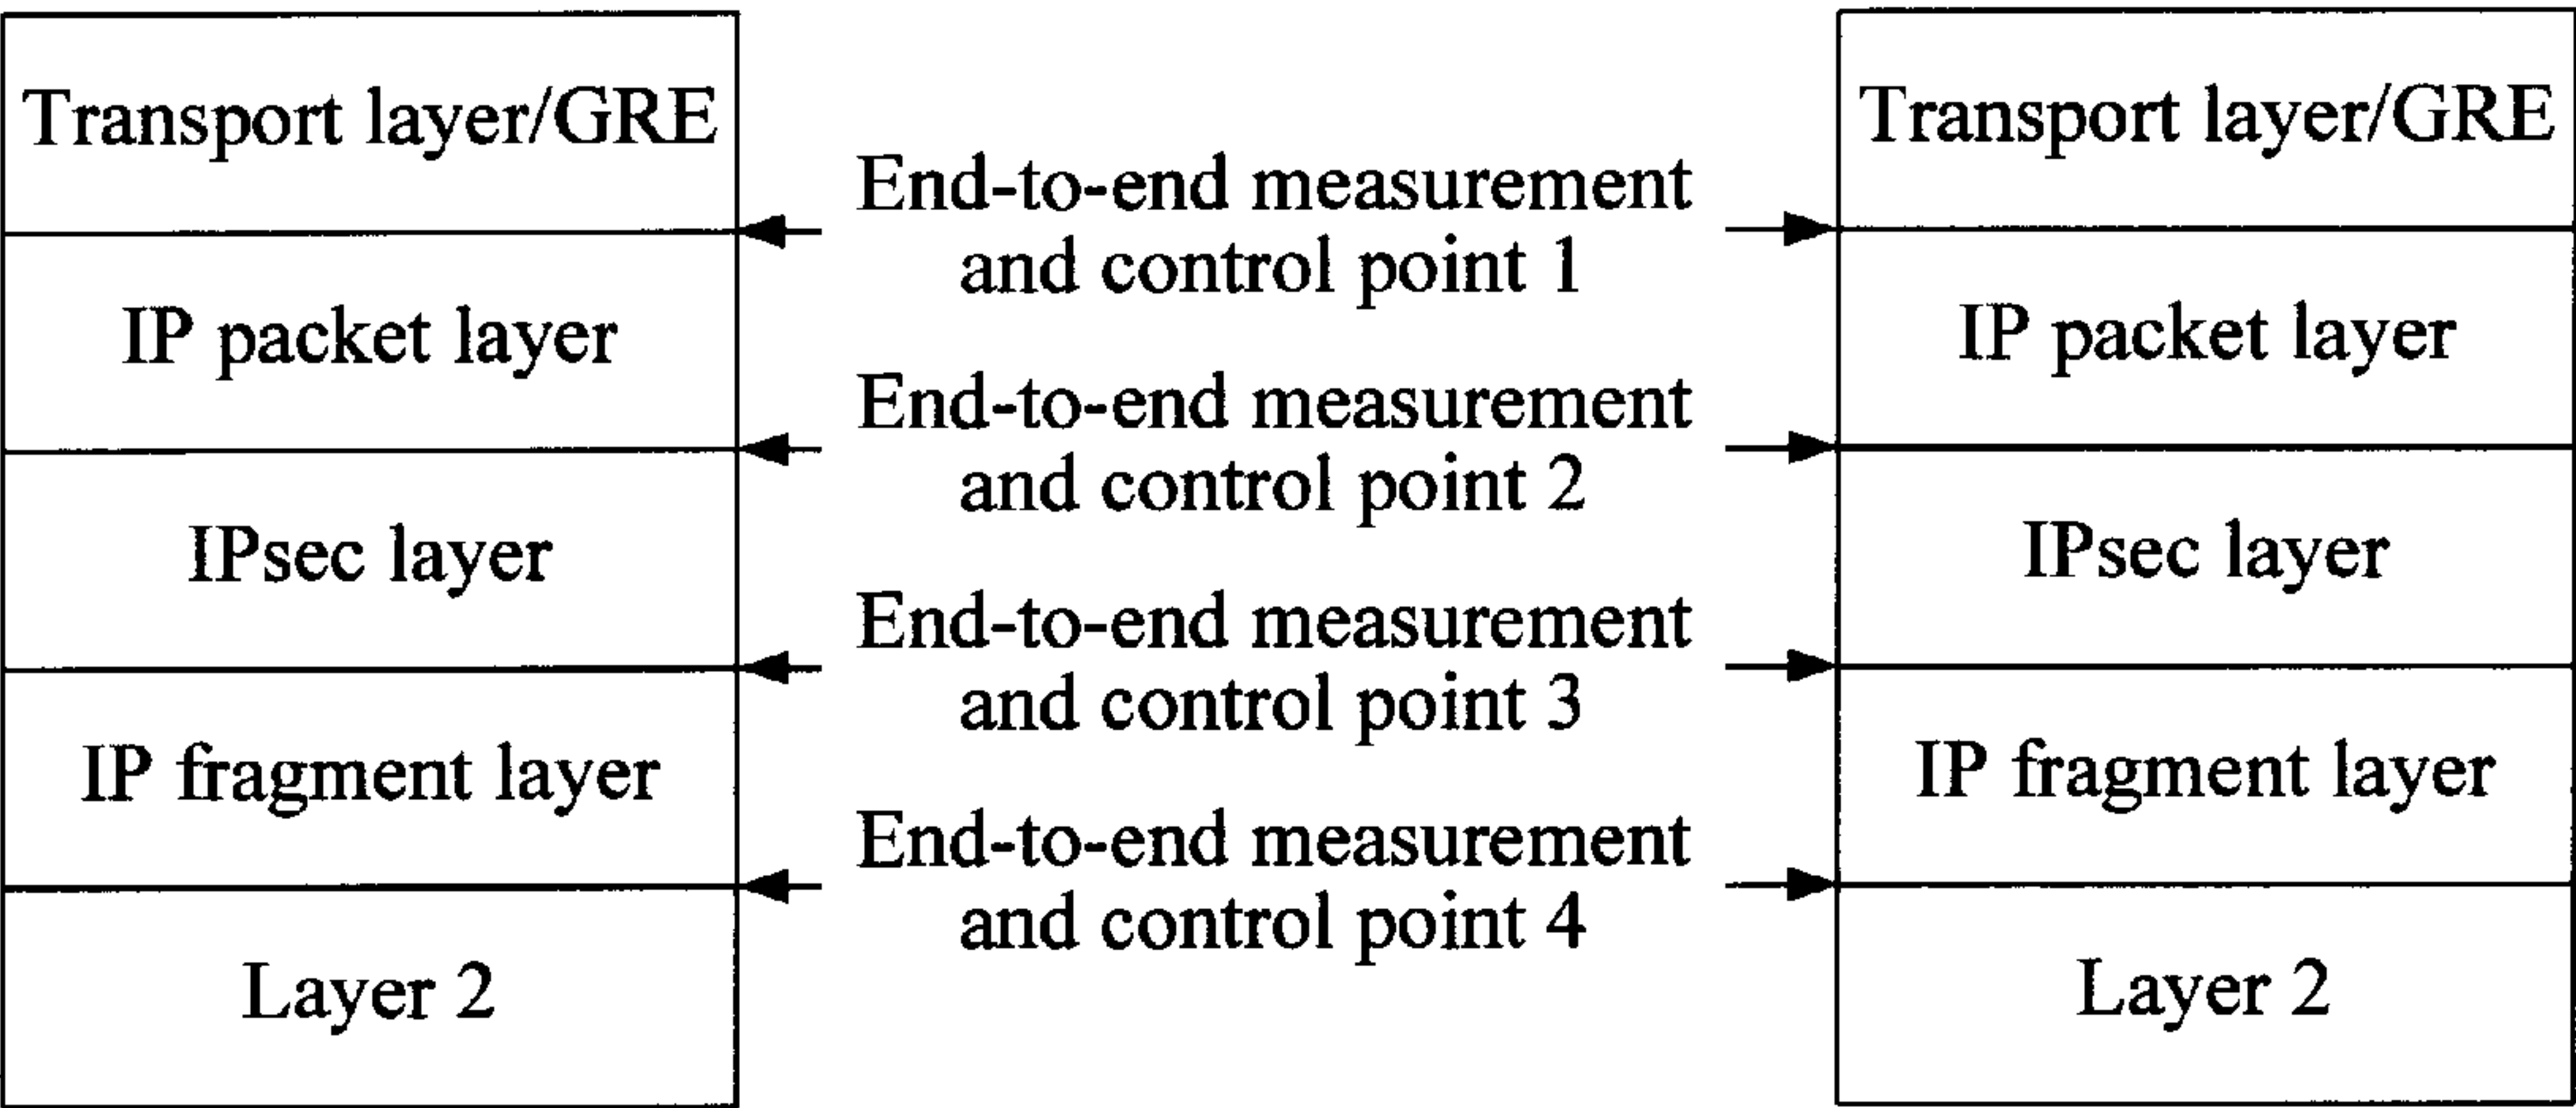 Transport layer/GRE
IP packet layer
IPsec layer
IP fragment layer
Layer 2
End-to-end measurement
and control point 1
End-to-end measurement
and control point 2
End-to-end measurement
and control point 3
End-to-end measurement
and control point 4
Transport layer/GRE
IP packet layer
IPsec layer
IP fragment layer
Layer 2